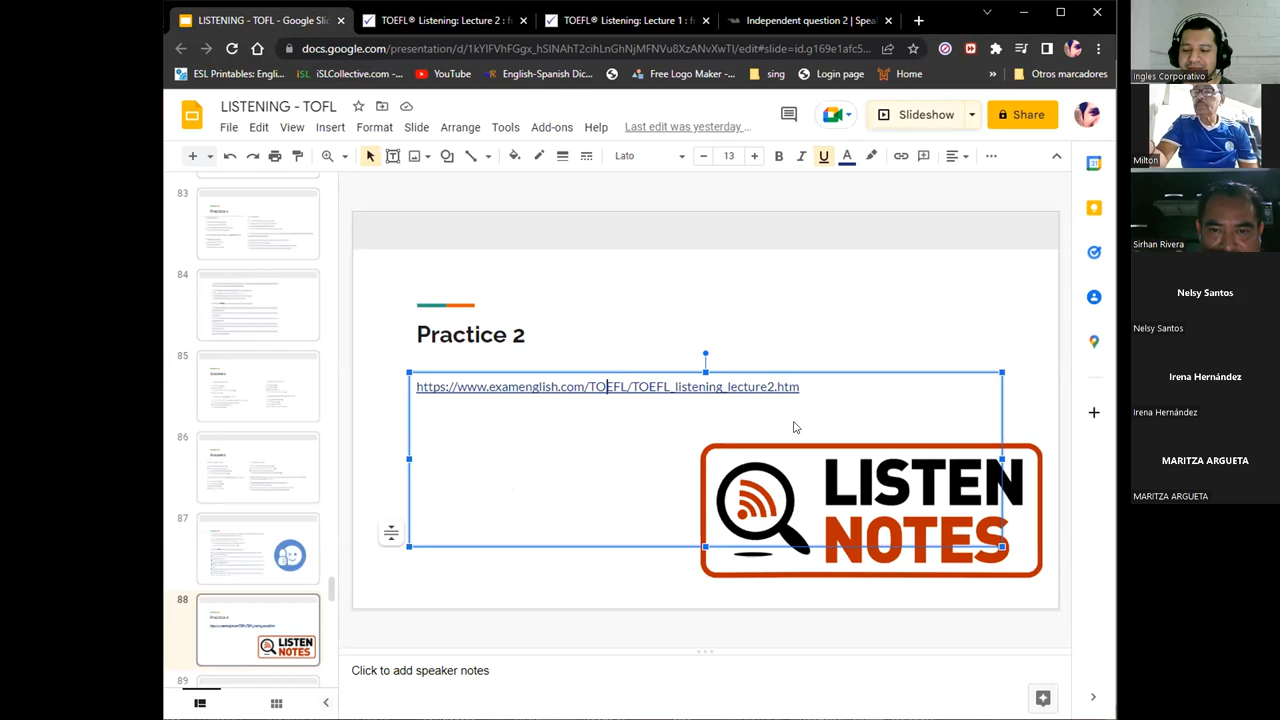 LISTENING - TOFL - Google Slid
TOEFL® Listening: Lecture 2 : f
TOEFL® Listening: Lecture 1 : f
Independent question 2 | Spea
docs.google.com/presentation/d/1kYIFVhFSgx_hSINAhT2cihLnGhNjMFNVu8XzANvXwTI/edit#slide=id.g169e1afc5...
ESL Printables: Engli...
iSLCollective.com -...
YouTube
English-Spanish Dic...
COCA
Free Logo Maker -...
sing
Login page
Home
»
Otros marcadores
LISTENING - TOFL
File Edit View Insert Format Slide Arrange Tools Add-ons Help
Last edit was yesterday ...
Slideshow
Share
Lato
13
83
84
85
86
87
88
89
Practice 2
https://www.examenglish.com/TOEFL/TOEFL_listening_lecture2.htm
LISTEN
NOTES
Click to add speaker notes
Ingles Corporativo
Milton
Sirhan Rivera
Nelsy Santos
Nelsy Santos
Irena Hernández
Irena Hernández
MARITZA ARGUETA
MARITZA ARGUETA